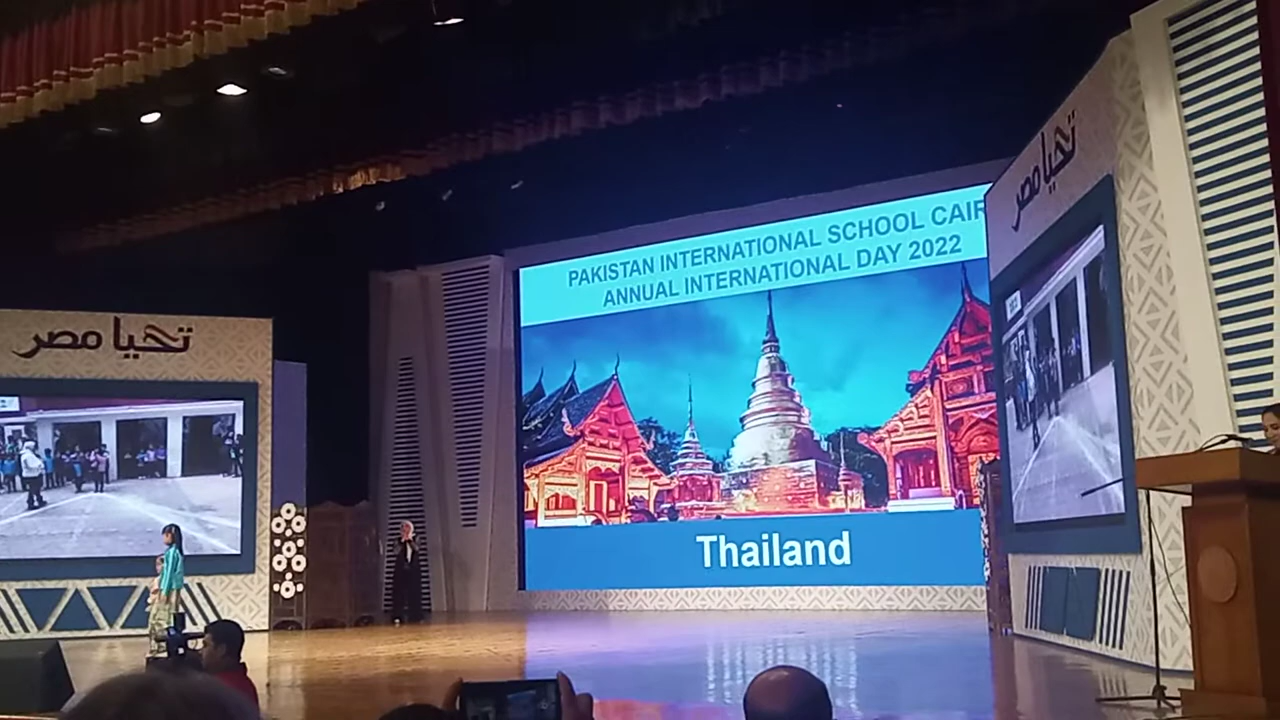 PAKISTAN INTERNATIONAL SCHOOL CAIR
ANNUAL INTERNATIONAL DAY 2022
Thailand
تحيا مصر
تحيا مصر